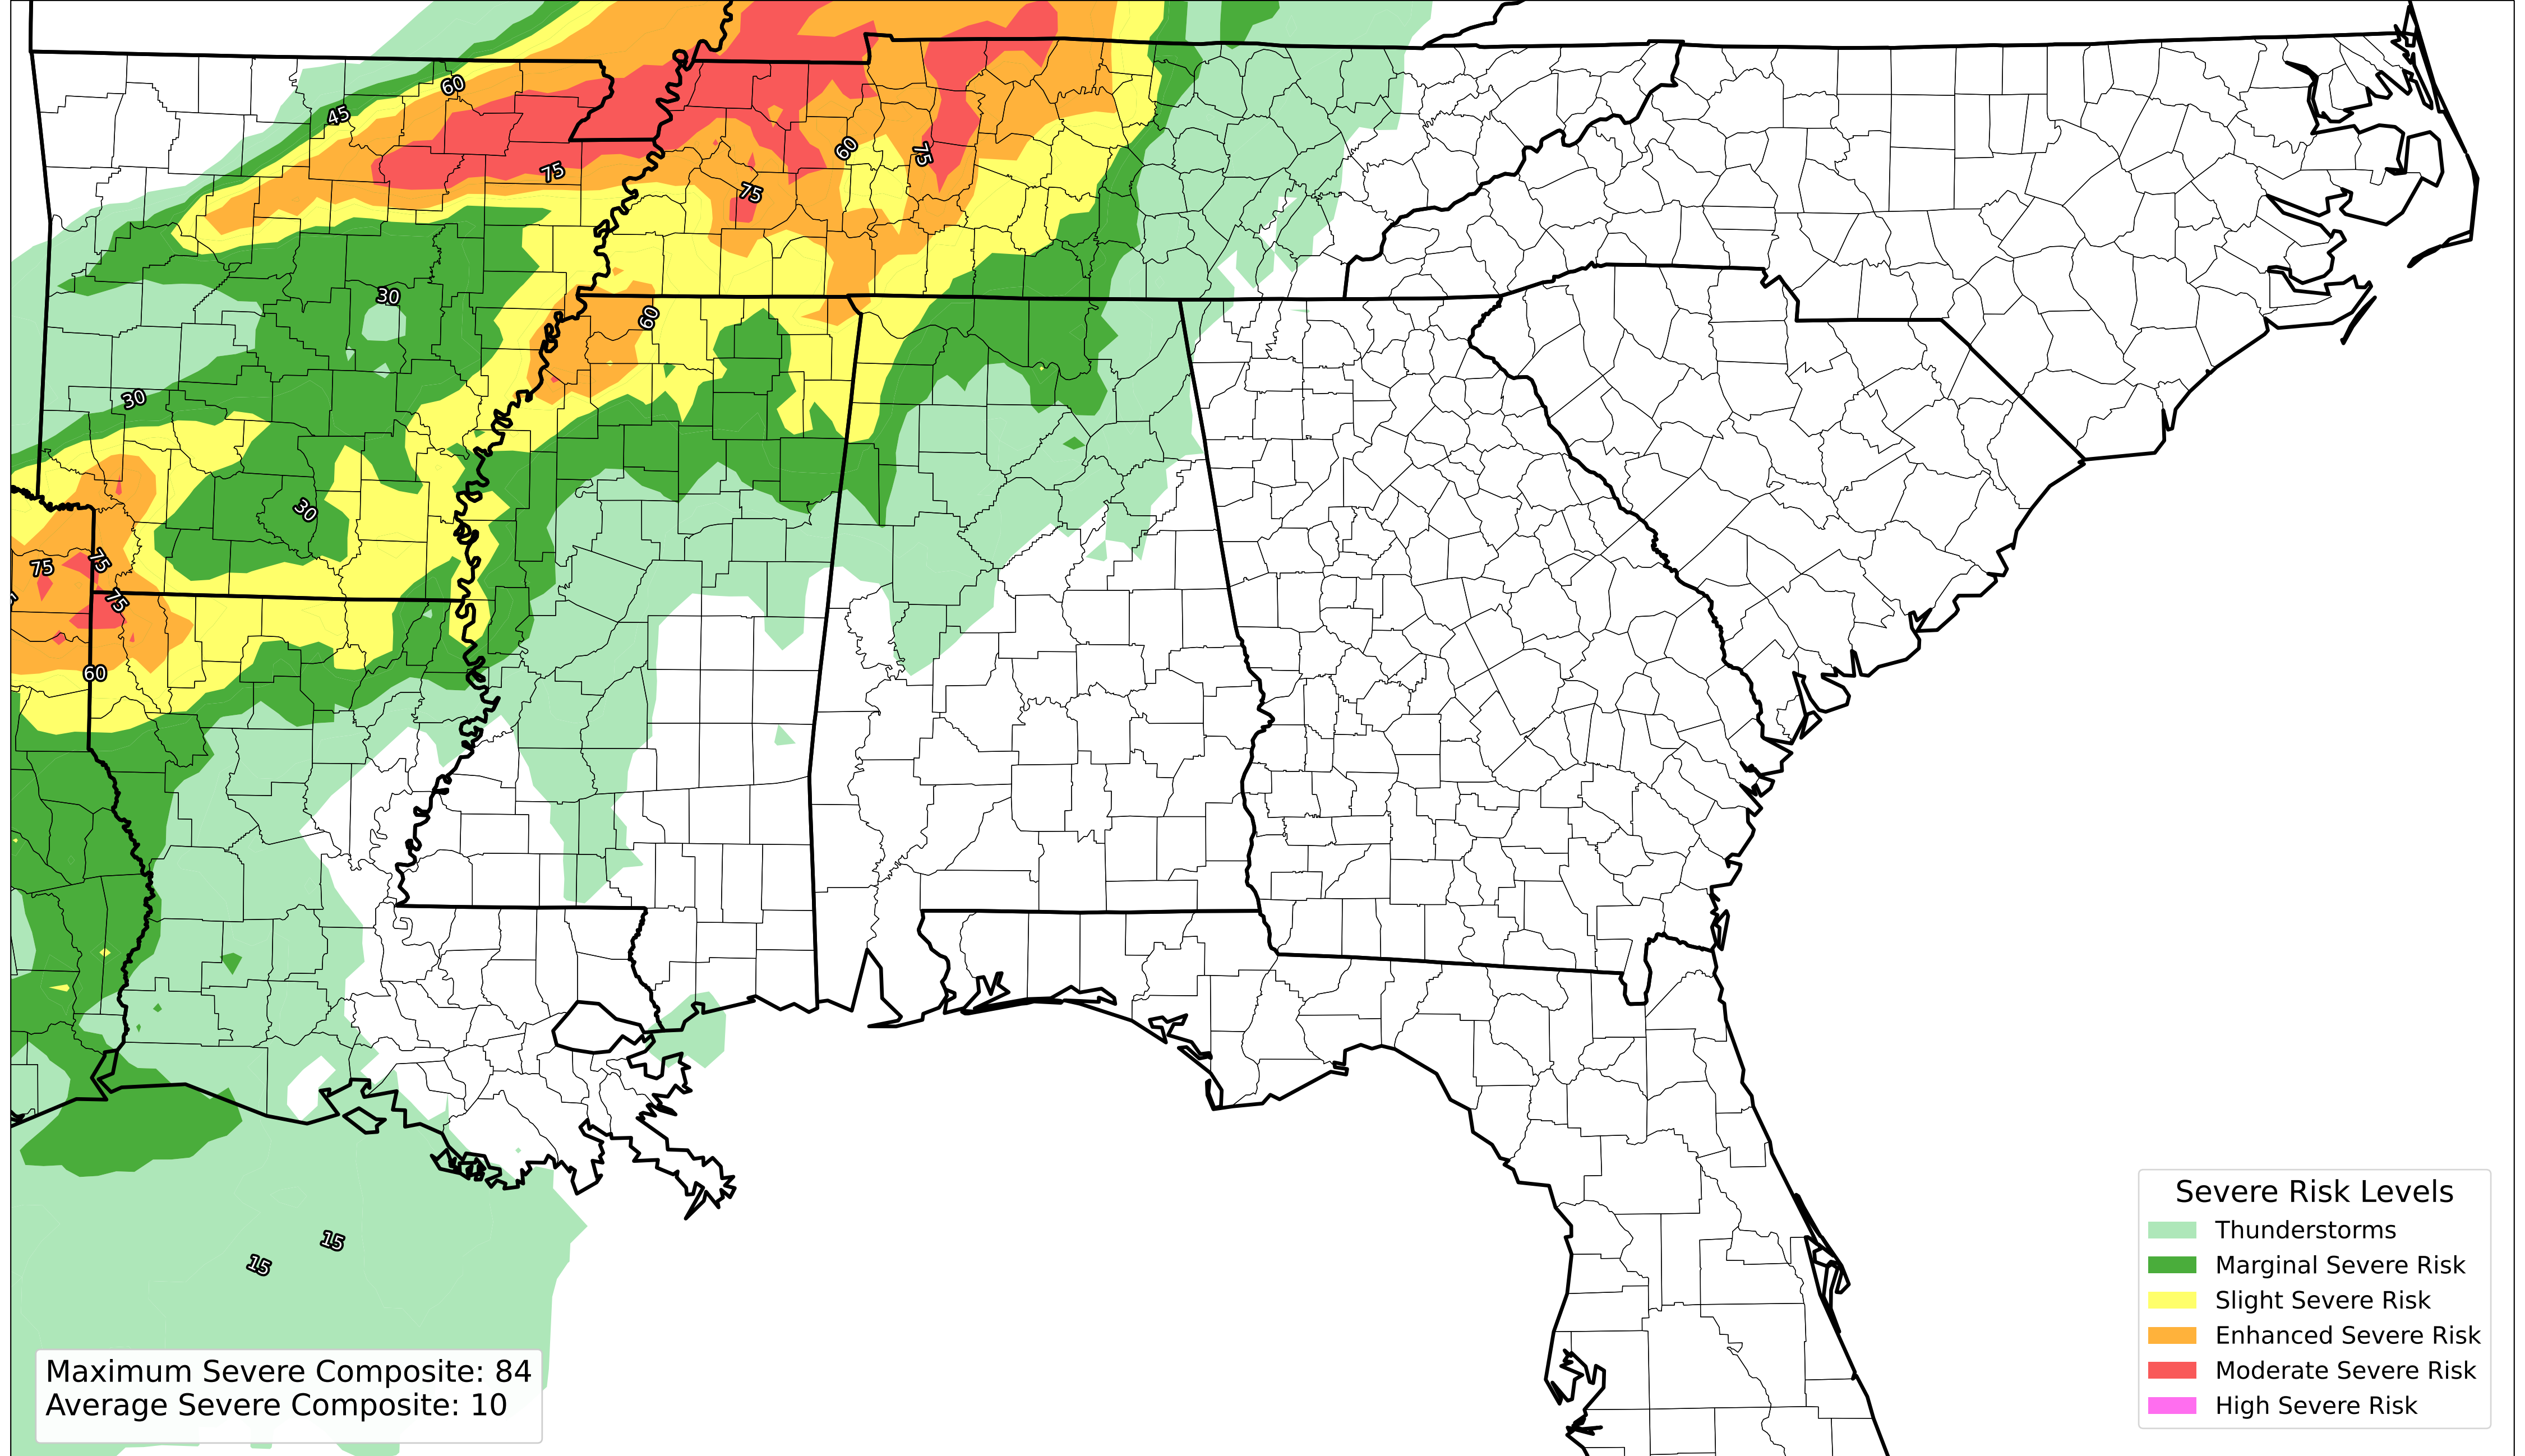 60
45
75
60
75
75
30
60
30
30
75
75
75
60
15
15
Severe Risk Levels
Thunderstorms
Marginal Severe Risk
Slight Severe Risk
Enhanced Severe Risk
Moderate Severe Risk
High Severe Risk
Maximum Severe Composite: 84
Average Severe Composite: 10